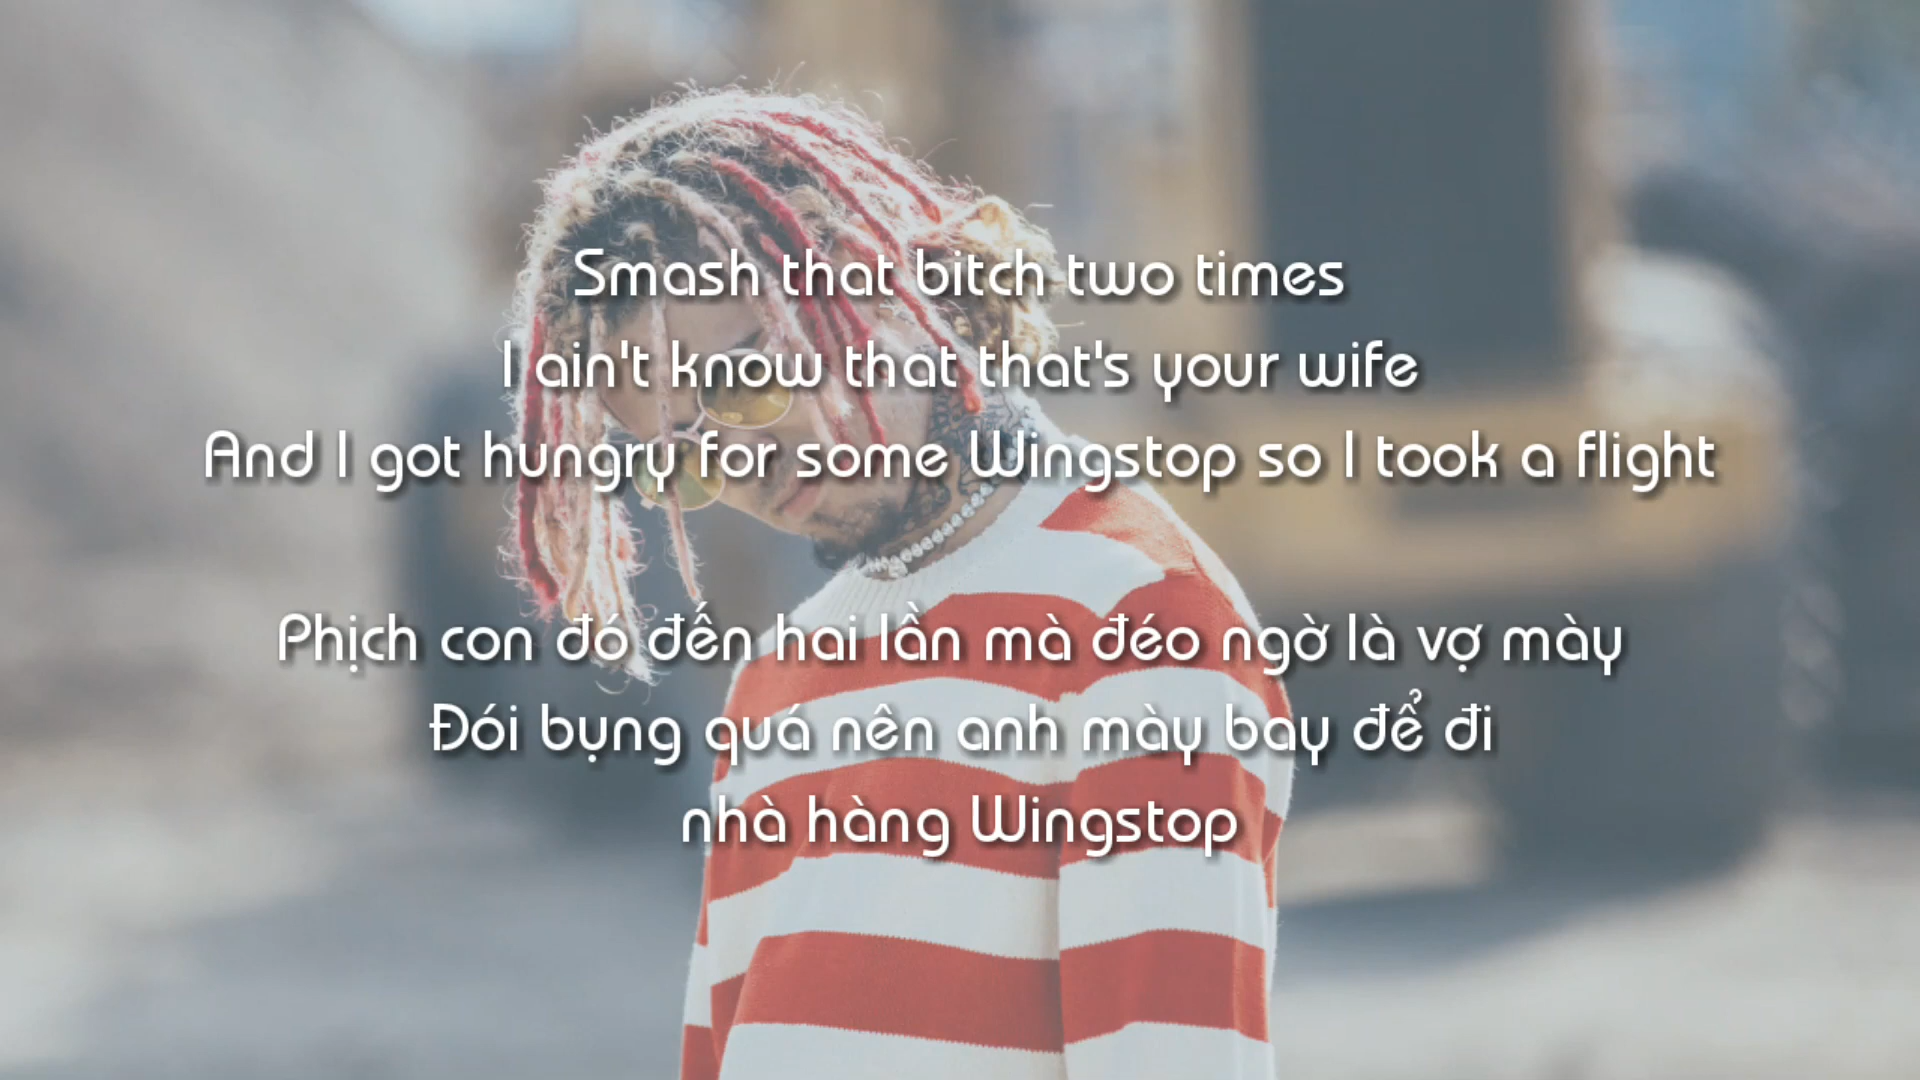 Smash that bitch two times
I ain't know that that's your wife
And I got hungry for some Wingstop so I took a flight
Phịch con đó đến hai lần mà đéo ngờ là vợ mày
Đói bụng quá nên anh mày bay để đi
nhà hàng Wingstop